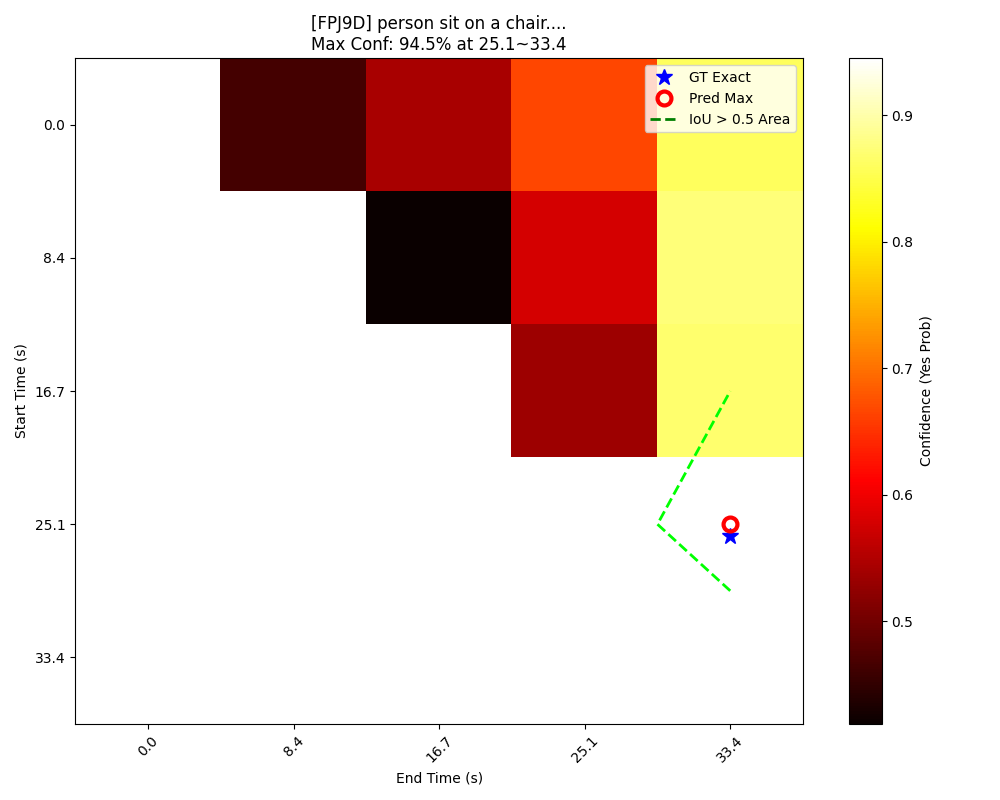 [FPJ9D] person sit on a chair....
Max Conf: 94.5% at 25.1~33.4
GT Exact
Pred Max
IoU > 0.5 Area
0.0
8.4
16.7
25.1
33.4
Start Time (s)
0.0
8.4
16.7
25.1
33.4
End Time (s)
0.9
0.8
0.7
0.6
0.5
Confidence (Yes Prob)